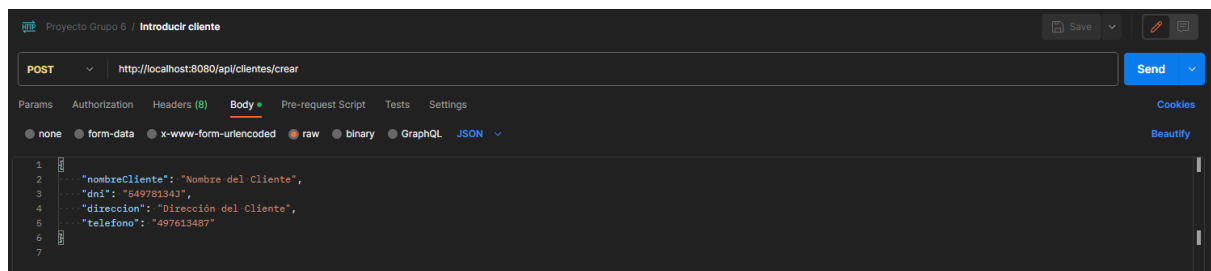 HTTP Proyecto Grupo 6 / Introducir cliente Save
POST http://localhost:8080/api/clientes/crear Send
Params Authorization Headers (8) Body Pre-request Script Tests Settings Cookies
none form-data x-www-form-urlencoded raw binary GraphQL JSON Beautify
1 {
2 "nombreCliente": "Nombre del Cliente",
3 "dni": "54978134J",
4 "direccion": "Dirección del Cliente",
5 "telefono": "497613487"
6 }
7